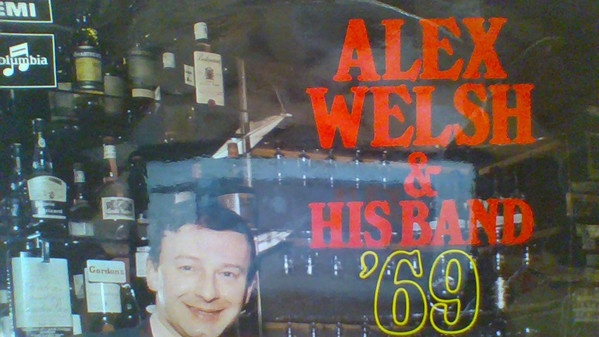 EMI
Columbia
ALEX
WELSH
&
HIS BAND
'69
Gordon's